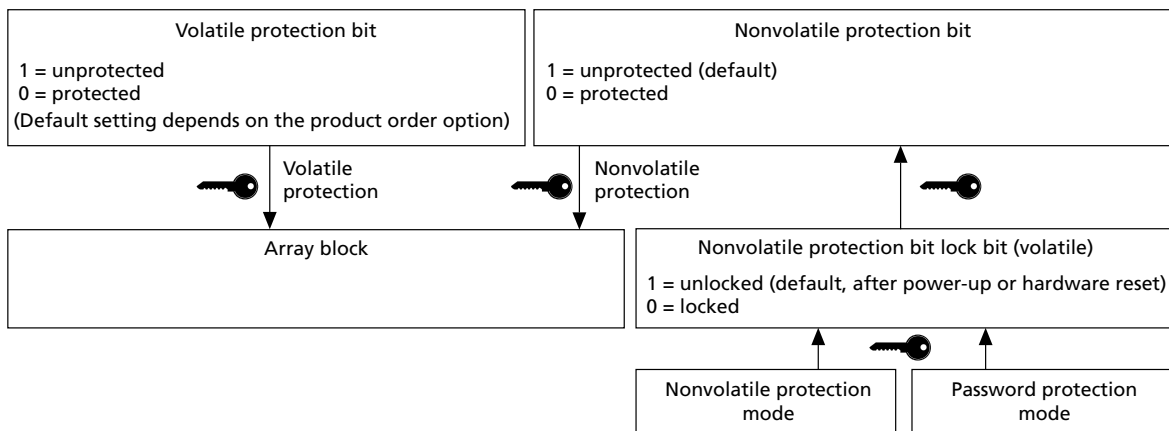 Volatile protection bit
1 = unprotected
0 = protected
(Default setting depends on the product order option)
Nonvolatile protection bit
1 = unprotected (default)
0 = protected
Volatile
protection
Nonvolatile
protection
Array block
Nonvolatile protection bit lock bit (volatile)
1 = unlocked (default, after power-up or hardware reset)
0 = locked
Nonvolatile protection
mode
Password protection
mode